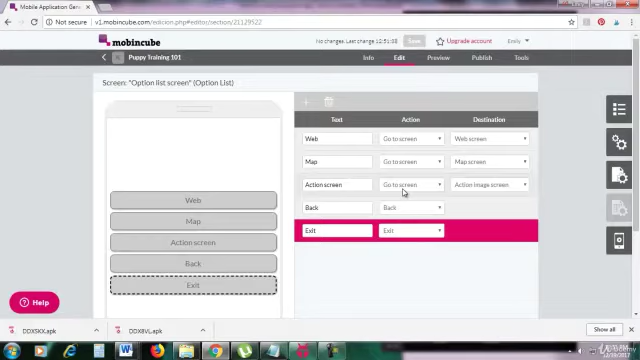 Mobile Application Gen
Not secure | v1.mobincube.com/edicion.php#editor/section/21129522
mobincube
No changes. Last change 12:51:03
Save
Upgrade account
Emily
Puppy Training 101
Info
Edit
Preview
Publish
Tools
Screen: "Option list screen" (Option List)
Text
Action
Destination
Web
Go to screen
Web screen
Map
Go to screen
Map screen
Action screen
Go to screen
Action image screen
Back
Back
Exit
Exit
Web
Map
Action screen
Back
Exit
Help
DDXSKX.apk
DDX8VL.apk
Show all